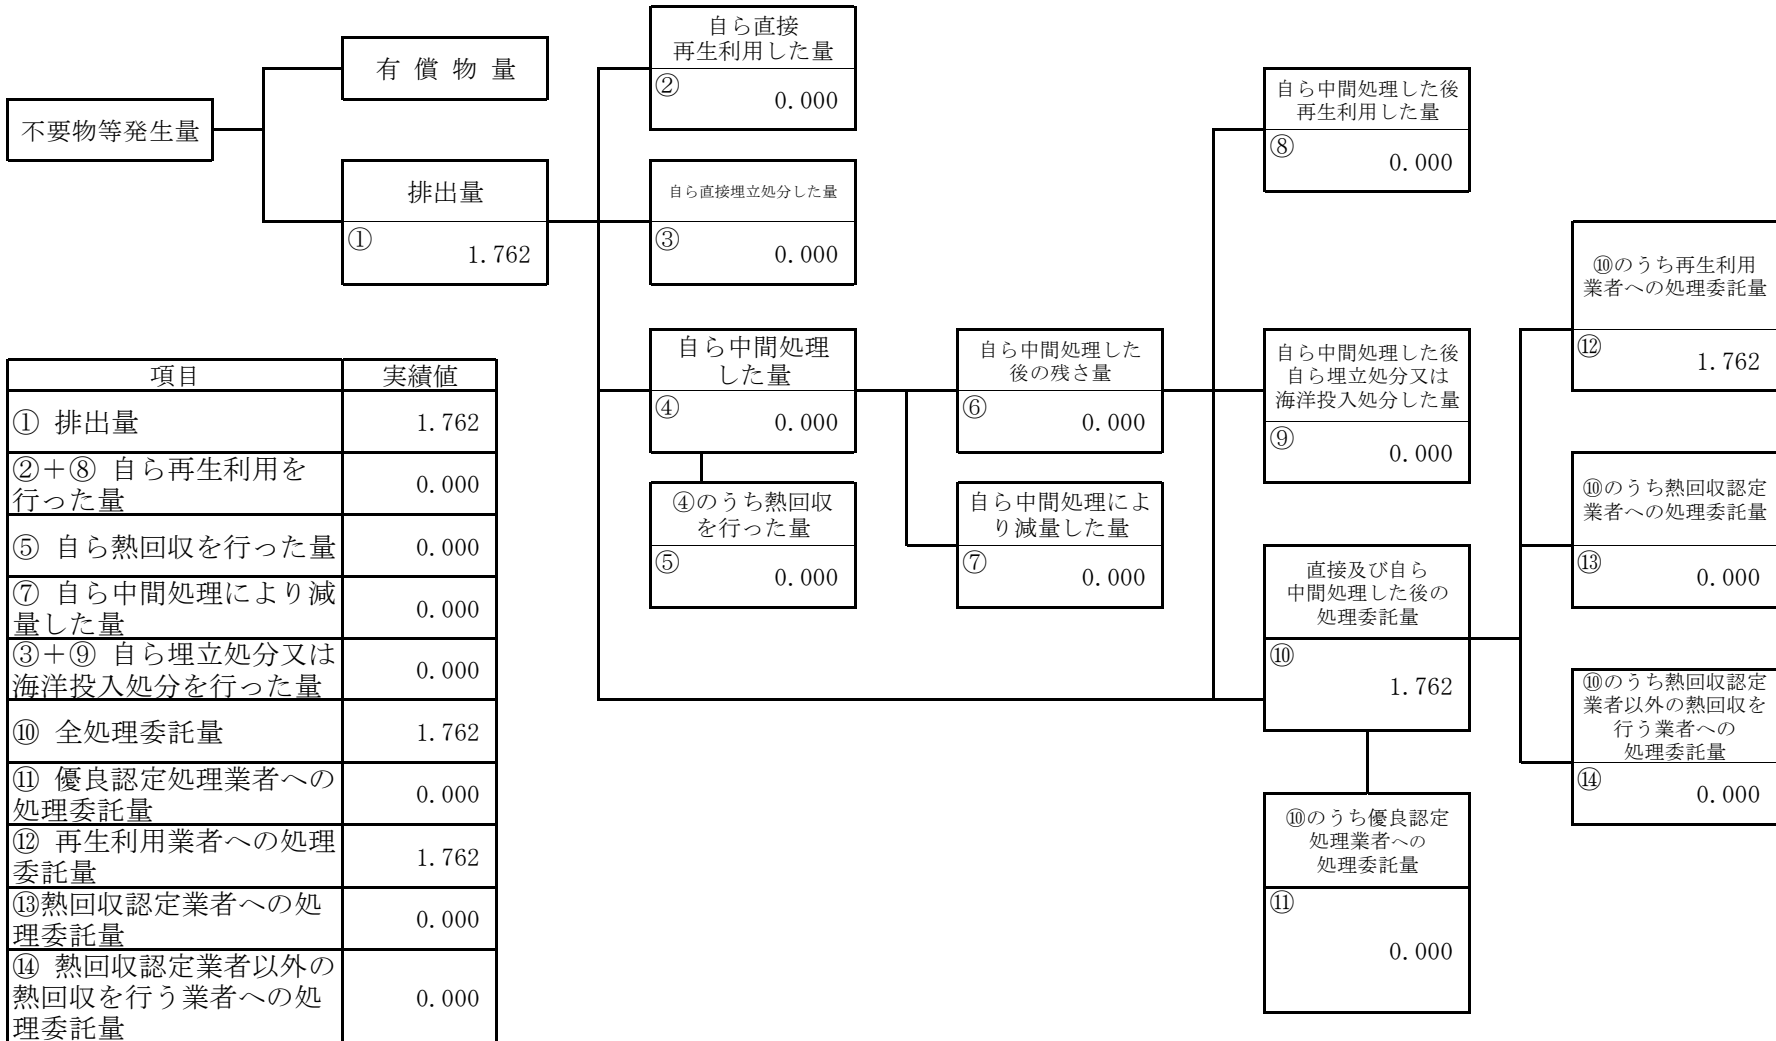 不要物等発生量
有 償 物 量
排出量
①
1.762
自ら直接
再生利用した量
②
0.000
自ら直接埋立処分した量
③
0.000
自ら中間処理
した量
④
0.000
④のうち熱回収
を行った量
⑤
0.000
自ら中間処理した
後の残さ量
⑥
0.000
自ら中間処理によ
り減量した量
⑦
0.000
自ら中間処理した後
再生利用した量
⑧
0.000
自ら中間処理した後
自ら埋立処分又は
海洋投入処分した量
⑨
0.000
直接及び自ら
中間処理した後の
処理委託量
⑩
1.762
⑩のうち優良認定
処理業者への
処理委託量
⑪
0.000
⑩のうち再生利用
業者への処理委託量
⑫
1.762
⑩のうち熱回収認定
業者への処理委託量
⑬
0.000
⑩のうち熱回収認定
業者以外の熱回収を
行う業者への
処理委託量
⑭
0.000
項目 実績値
① 排出量 1.762
②＋⑧ 自ら再生利用を
行った量 0.000
⑤ 自ら熱回収を行った量 0.000
⑦ 自ら中間処理により減
量した量 0.000
③＋⑨ 自ら埋立処分又は
海洋投入処分を行った量 0.000
⑩ 全処理委託量 1.762
⑪ 優良認定処理業者への
処理委託量 0.000
⑫ 再生利用業者への処理
委託量 1.762
⑬熱回収認定業者への処
理委託量 0.000
⑭ 熱回収認定業者以外の
熱回収を行う業者への処
理委託量 0.000